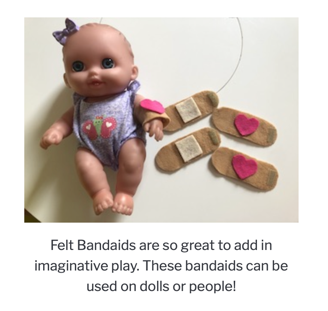 Felt Bandaids are so great to add in
imaginative play. These bandaids can be
used on dolls or people!